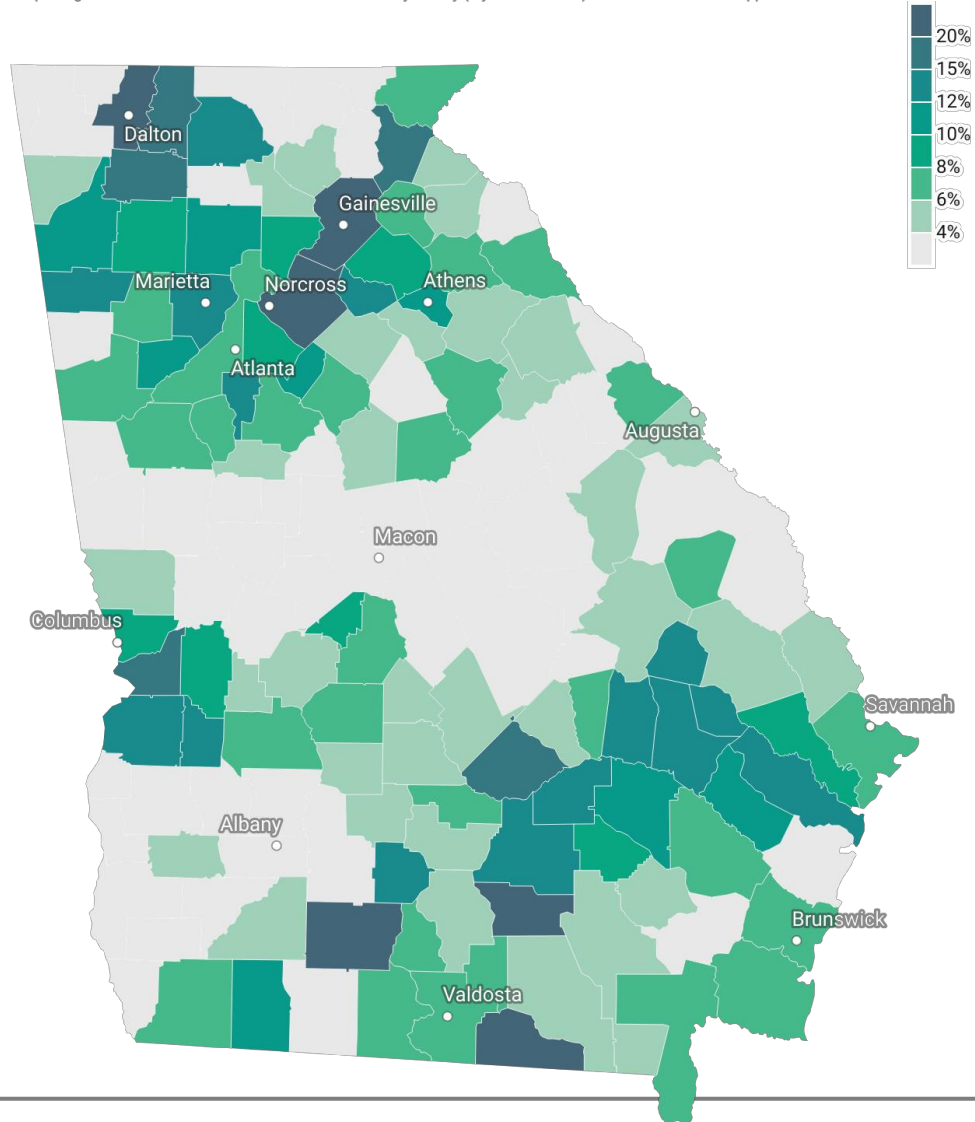 20%
15%
12%
10%
8%
6%
4%
Dalton
Gainesville
Marietta
Norcross
Athens
Atlanta
Augusta
Macon
Columbus
Savannah
Albany
Brunswick
Valdosta